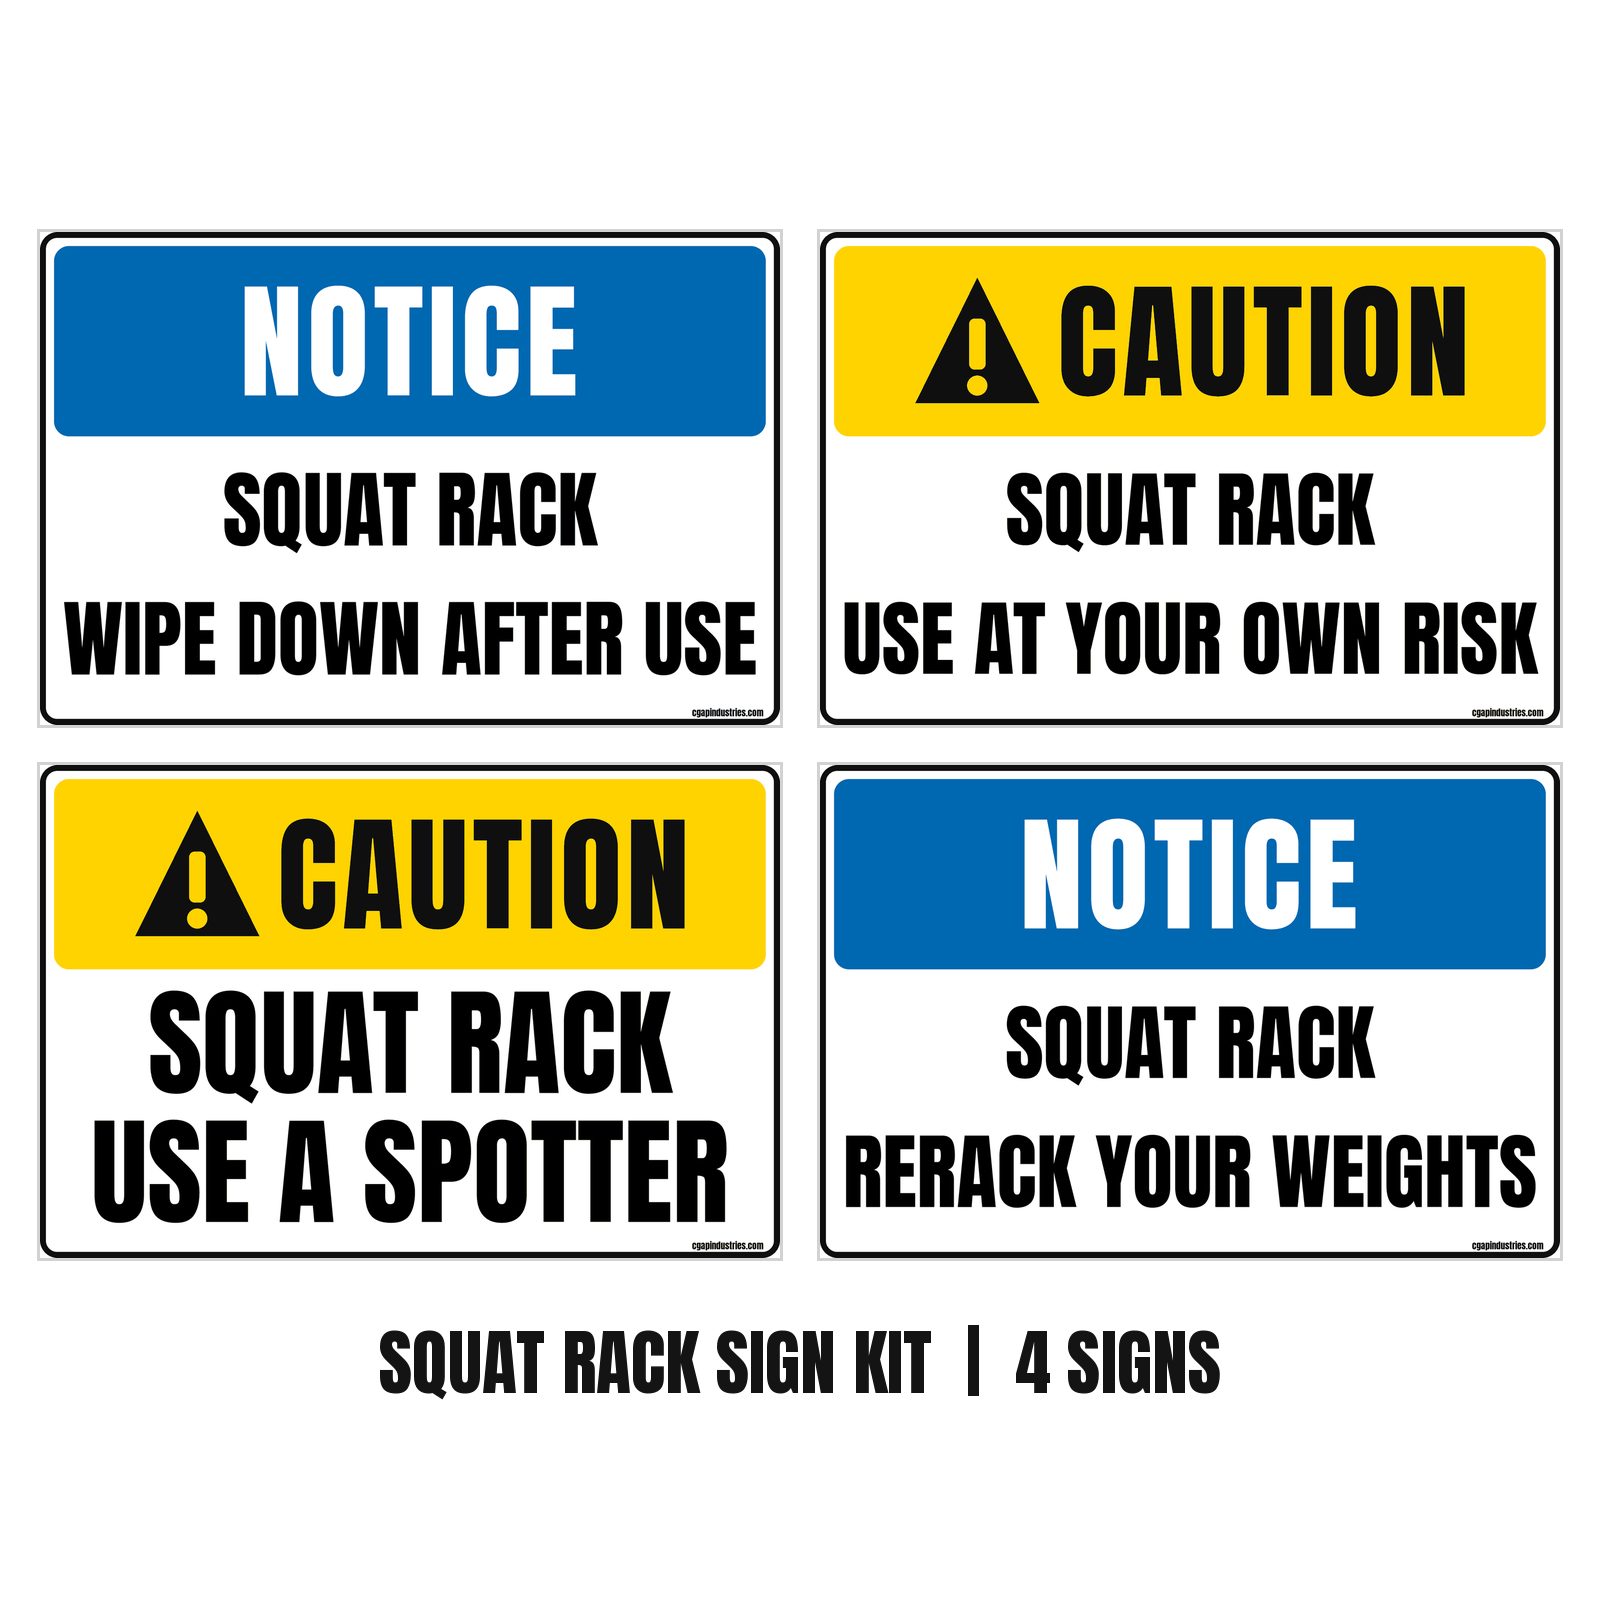 NOTICE
SQUAT RACK
WIPE DOWN AFTER USE
cgapindustries.com
CAUTION
SQUAT RACK
USE AT YOUR OWN RISK
cgapindustries.com
CAUTION
SQUAT RACK
USE A SPOTTER
cgapindustries.com
NOTICE
SQUAT RACK
RERACK YOUR WEIGHTS
cgapindustries.com
SQUAT RACK SIGN KIT | 4 SIGNS